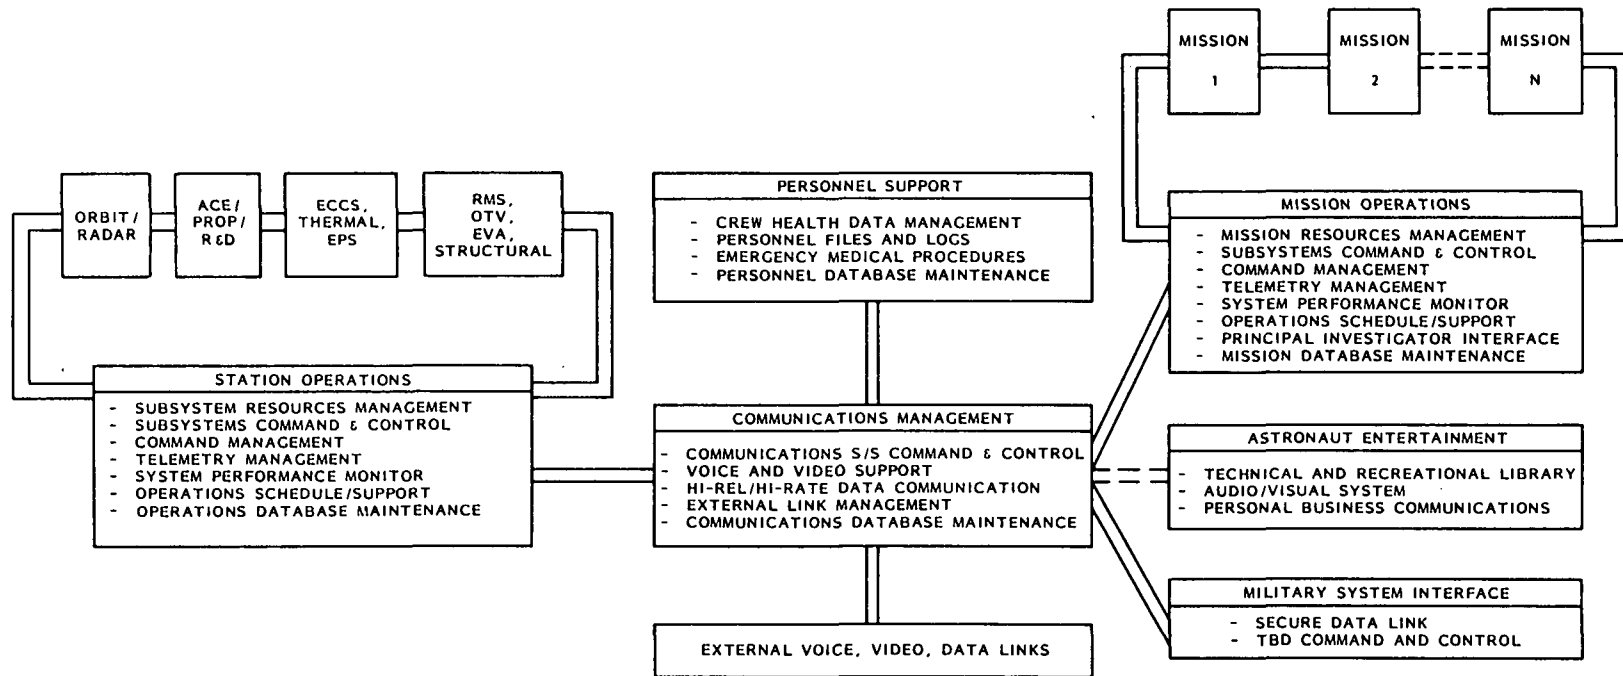 MISSION
1
MISSION
2
MISSION
N
ORBIT/
RADAR
ACE/
PROP/
R&D
ECCS,
THERMAL,
EPS
RMS,
OTV,
EVA,
STRUCTURAL
PERSONNEL SUPPORT
- CREW HEALTH DATA MANAGEMENT
- PERSONNEL FILES AND LOGS
- EMERGENCY MEDICAL PROCEDURES
- PERSONNEL DATABASE MAINTENANCE
MISSION OPERATIONS
- MISSION RESOURCES MANAGEMENT
- SUBSYSTEMS COMMAND & CONTROL
- COMMAND MANAGEMENT
- TELEMETRY MANAGEMENT
- SYSTEM PERFORMANCE MONITOR
- OPERATIONS SCHEDULE/SUPPORT
- PRINCIPAL INVESTIGATOR INTERFACE
- MISSION DATABASE MAINTENANCE
STATION OPERATIONS
- SUBSYSTEM RESOURCES MANAGEMENT
- SUBSYSTEMS COMMAND & CONTROL
- COMMAND MANAGEMENT
- TELEMETRY MANAGEMENT
- SYSTEM PERFORMANCE MONITOR
- OPERATIONS SCHEDULE/SUPPORT
- OPERATIONS DATABASE MAINTENANCE
COMMUNICATIONS MANAGEMENT
- COMMUNICATIONS S/S COMMAND & CONTROL
- VOICE AND VIDEO SUPPORT
- HI-REL/HI-RATE DATA COMMUNICATION
- EXTERNAL LINK MANAGEMENT
- COMMUNICATIONS DATABASE MAINTENANCE
ASTRONAUT ENTERTAINMENT
- TECHNICAL AND RECREATIONAL LIBRARY
- AUDIO/VISUAL SYSTEM
- PERSONAL BUSINESS COMMUNICATIONS
MILITARY SYSTEM INTERFACE
- SECURE DATA LINK
- TBD COMMAND AND CONTROL
EXTERNAL VOICE, VIDEO, DATA LINKS